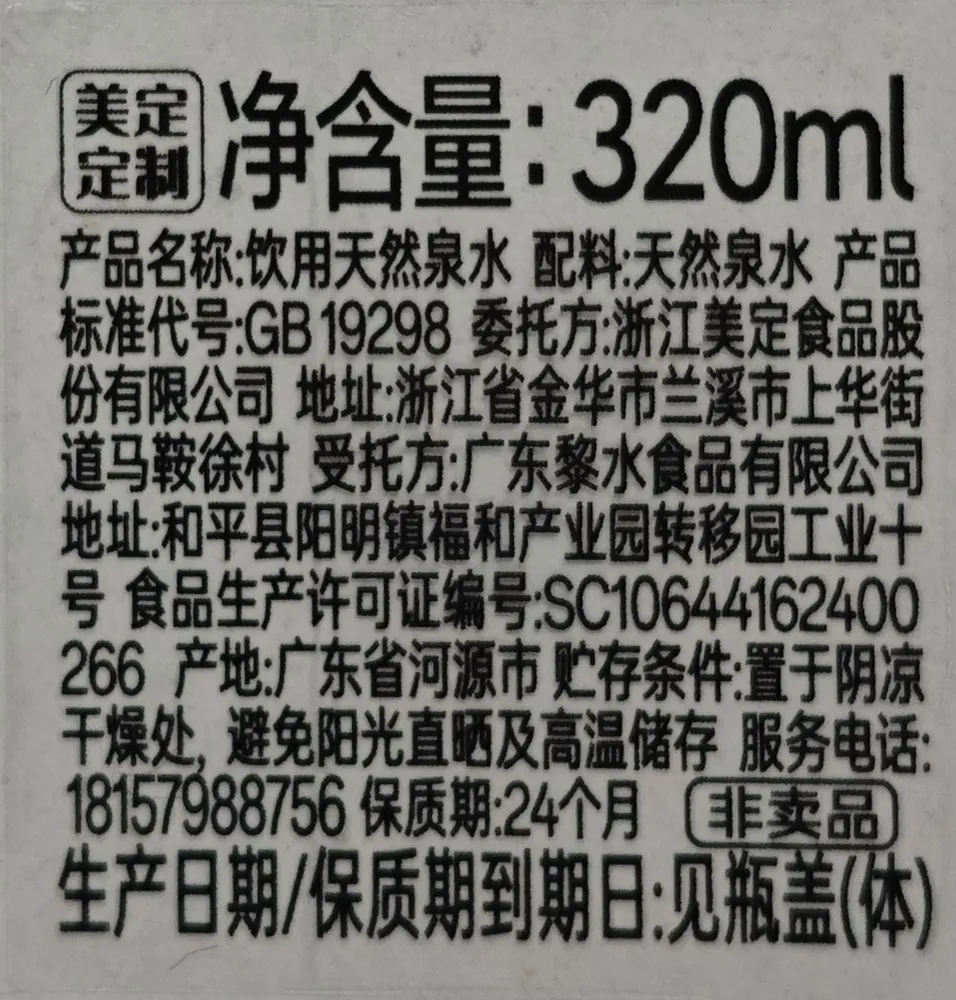 美定
定制
净含量:320ml
产品名称:饮用天然泉水 配料:天然泉水 产品
标准代号:GB 19298 委托方:浙江美定食品股
份有限公司 地址:浙江省金华市兰溪市上华街
道马鞍徐村 受托方:广东黎水食品有限公司
地址:和平县阳明镇福和产业园转移园工业十
号 食品生产许可证编号:SC10644162400
266 产地:广东省河源市 贮存条件:置于阴凉
干燥处, 避免阳光直晒及高温储存 服务电话:
18157988756 保质期:24个月 非卖品
生产日期/保质期到期日:见瓶盖(体)